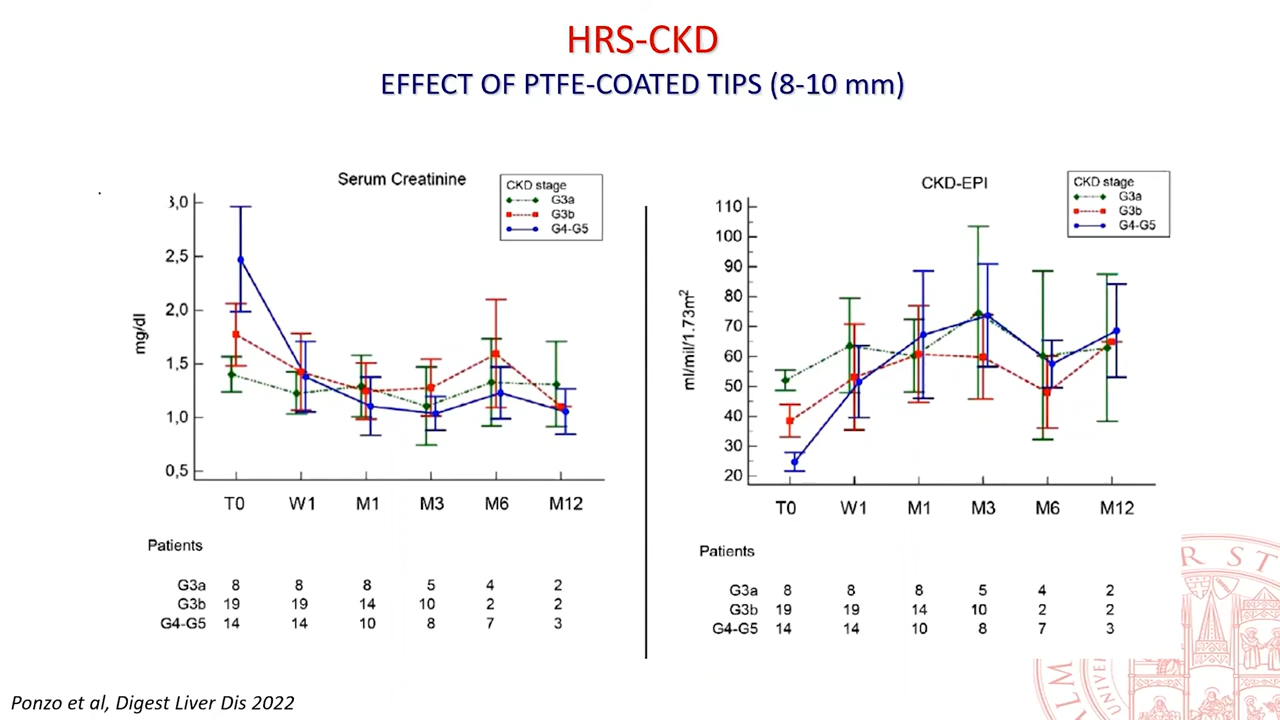 HRS-CKD
EFFECT OF PTFE-COATED TIPS (8-10 mm)
Serum Creatinine
CKD stage
G3a
G3b
G4-G5
3,0
2,5
2,0
1,5
1,0
0,5
mg/dl
T0 W1 M1 M3 M6 M12
Patients
G3a 8 8 8 5 4 2
G3b 19 19 14 10 2 2
G4-G5 14 14 10 8 7 3
CKD-EPI
CKD stage
G3a
G3b
G4-G5
110
100
90
80
70
60
50
40
30
20
ml/mil/1.73m²
T0 W1 M1 M3 M6 M12
Patients
G3a 8 8 8 5 4 2
G3b 19 19 14 10 2 2
G4-G5 14 14 10 8 7 3
Ponzo et al, Digest Liver Dis 2022